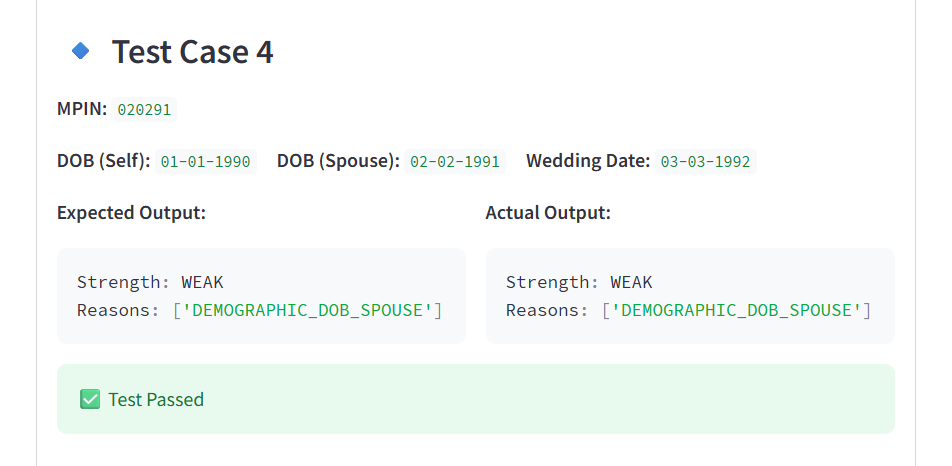 Test Case 4
MPIN: 020291
DOB (Self): 01-01-1990 DOB (Spouse): 02-02-1991 Wedding Date: 03-03-1992
Expected Output:
Strength: WEAK
Reasons: ['DEMOGRAPHIC_DOB_SPOUSE']
Actual Output:
Strength: WEAK
Reasons: ['DEMOGRAPHIC_DOB_SPOUSE']
Test Passed